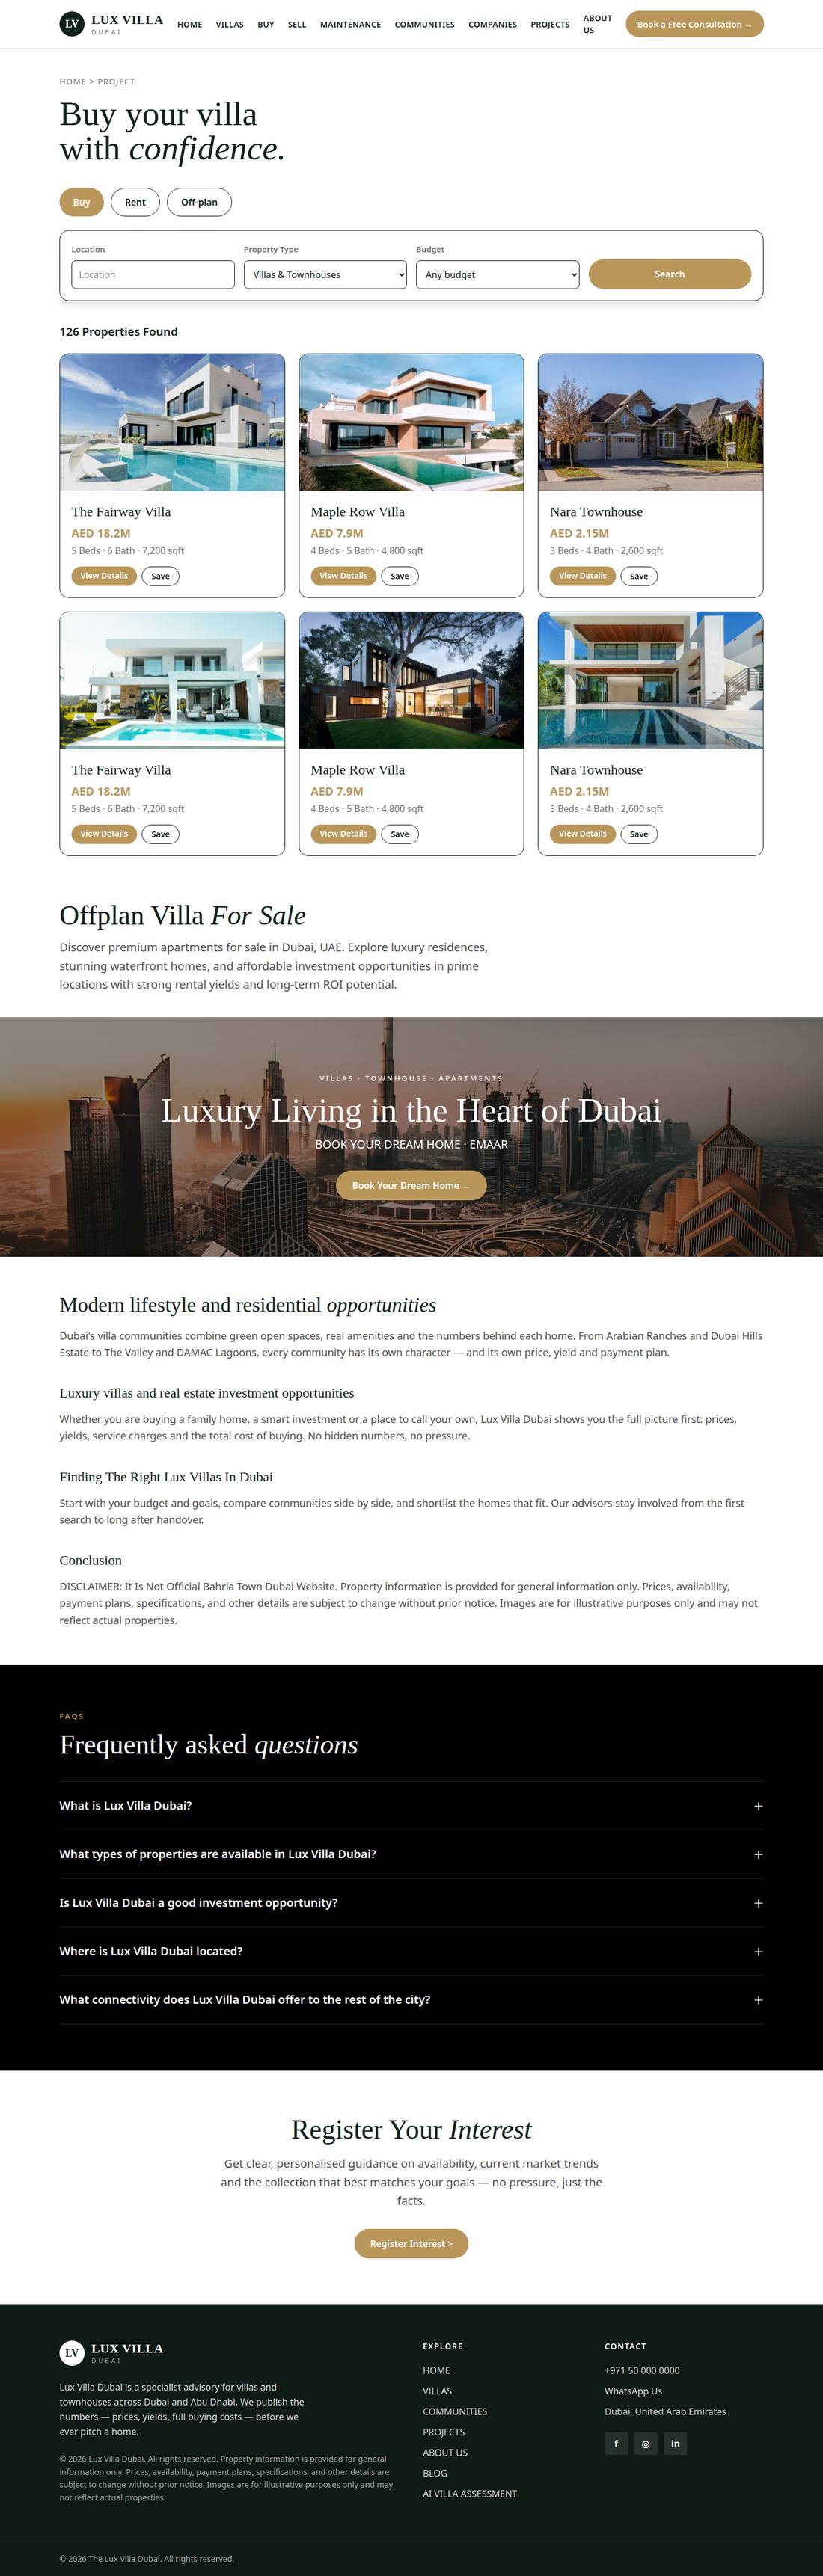 LV
LUX VILLA
DUBAI
HOME
VILLAS
BUY
SELL
MAINTENANCE
COMMUNITIES
COMPANIES
PROJECTS
ABOUT
US
Book a Free Consultation →
HOME > PROJECT
Buy your villa
with confidence.
Buy
Rent
Off-plan
Location
Property Type
Budget
Location
Villas & Townhouses
Any budget
Search
126 Properties Found
The Fairway Villa
AED 18.2M
5 Beds · 6 Bath · 7,200 sqft
View Details
Save
Maple Row Villa
AED 7.9M
4 Beds · 5 Bath · 4,800 sqft
View Details
Save
Nara Townhouse
AED 2.15M
3 Beds · 4 Bath · 2,600 sqft
View Details
Save
The Fairway Villa
AED 18.2M
5 Beds · 6 Bath · 7,200 sqft
View Details
Save
Maple Row Villa
AED 7.9M
4 Beds · 5 Bath · 4,800 sqft
View Details
Save
Nara Townhouse
AED 2.15M
3 Beds · 4 Bath · 2,600 sqft
View Details
Save
Offplan Villa For Sale
Discover premium apartments for sale in Dubai, UAE. Explore luxury residences,
stunning waterfront homes, and affordable investment opportunities in prime
locations with strong rental yields and long-term ROI potential.
VILLAS · TOWNHOUSE · APARTMENTS
Luxury Living in the Heart of Dubai
BOOK YOUR DREAM HOME · EMAAR
Book Your Dream Home →
Modern lifestyle and residential opportunities
Dubai's villa communities combine green open spaces, real amenities and the numbers behind each home. From Arabian Ranches and Dubai Hills
Estate to The Valley and DAMAC Lagoons, every community has its own character — and its own price, yield and payment plan.
Luxury villas and real estate investment opportunities
Whether you are buying a family home, a smart investment or a place to call your own, Lux Villa Dubai shows you the full picture first: prices,
yields, service charges and the total cost of buying. No hidden numbers, no pressure.
Finding The Right Lux Villas In Dubai
Start with your budget and goals, compare communities side by side, and shortlist the homes that fit. Our advisors stay involved from the first
search to long after handover.
Conclusion
DISCLAIMER: It Is Not Official Bahria Town Dubai Website. Property information is provided for general information only. Prices, availability,
payment plans, specifications, and other details are subject to change without prior notice. Images are for illustrative purposes only and may not
reflect actual properties.
FAQS
Frequently asked questions
What is Lux Villa Dubai?
+
What types of properties are available in Lux Villa Dubai?
+
Is Lux Villa Dubai a good investment opportunity?
+
Where is Lux Villa Dubai located?
+
What connectivity does Lux Villa Dubai offer to the rest of the city?
+
Register Your Interest
Get clear, personalised guidance on availability, current market trends
and the collection that best matches your goals — no pressure, just the
facts.
Register Interest >
LV
LUX VILLA
DUBAI
Lux Villa Dubai is a specialist advisory for villas and
townhouses across Dubai and Abu Dhabi. We publish the
numbers — prices, yields, full buying costs — before we
ever pitch a home.
© 2026 Lux Villa Dubai. All rights reserved. Property information is provided for general
information only. Prices, availability, payment plans, specifications, and other details are
subject to change without prior notice. Images are for illustrative purposes only and may
not reflect actual properties.
EXPLORE
HOME
VILLAS
COMMUNITIES
PROJECTS
ABOUT US
BLOG
AI VILLA ASSESSMENT
CONTACT
+971 50 000 0000
WhatsApp Us
Dubai, United Arab Emirates
f
◎
in
© 2026 The Lux Villa Dubai. All rights reserved.